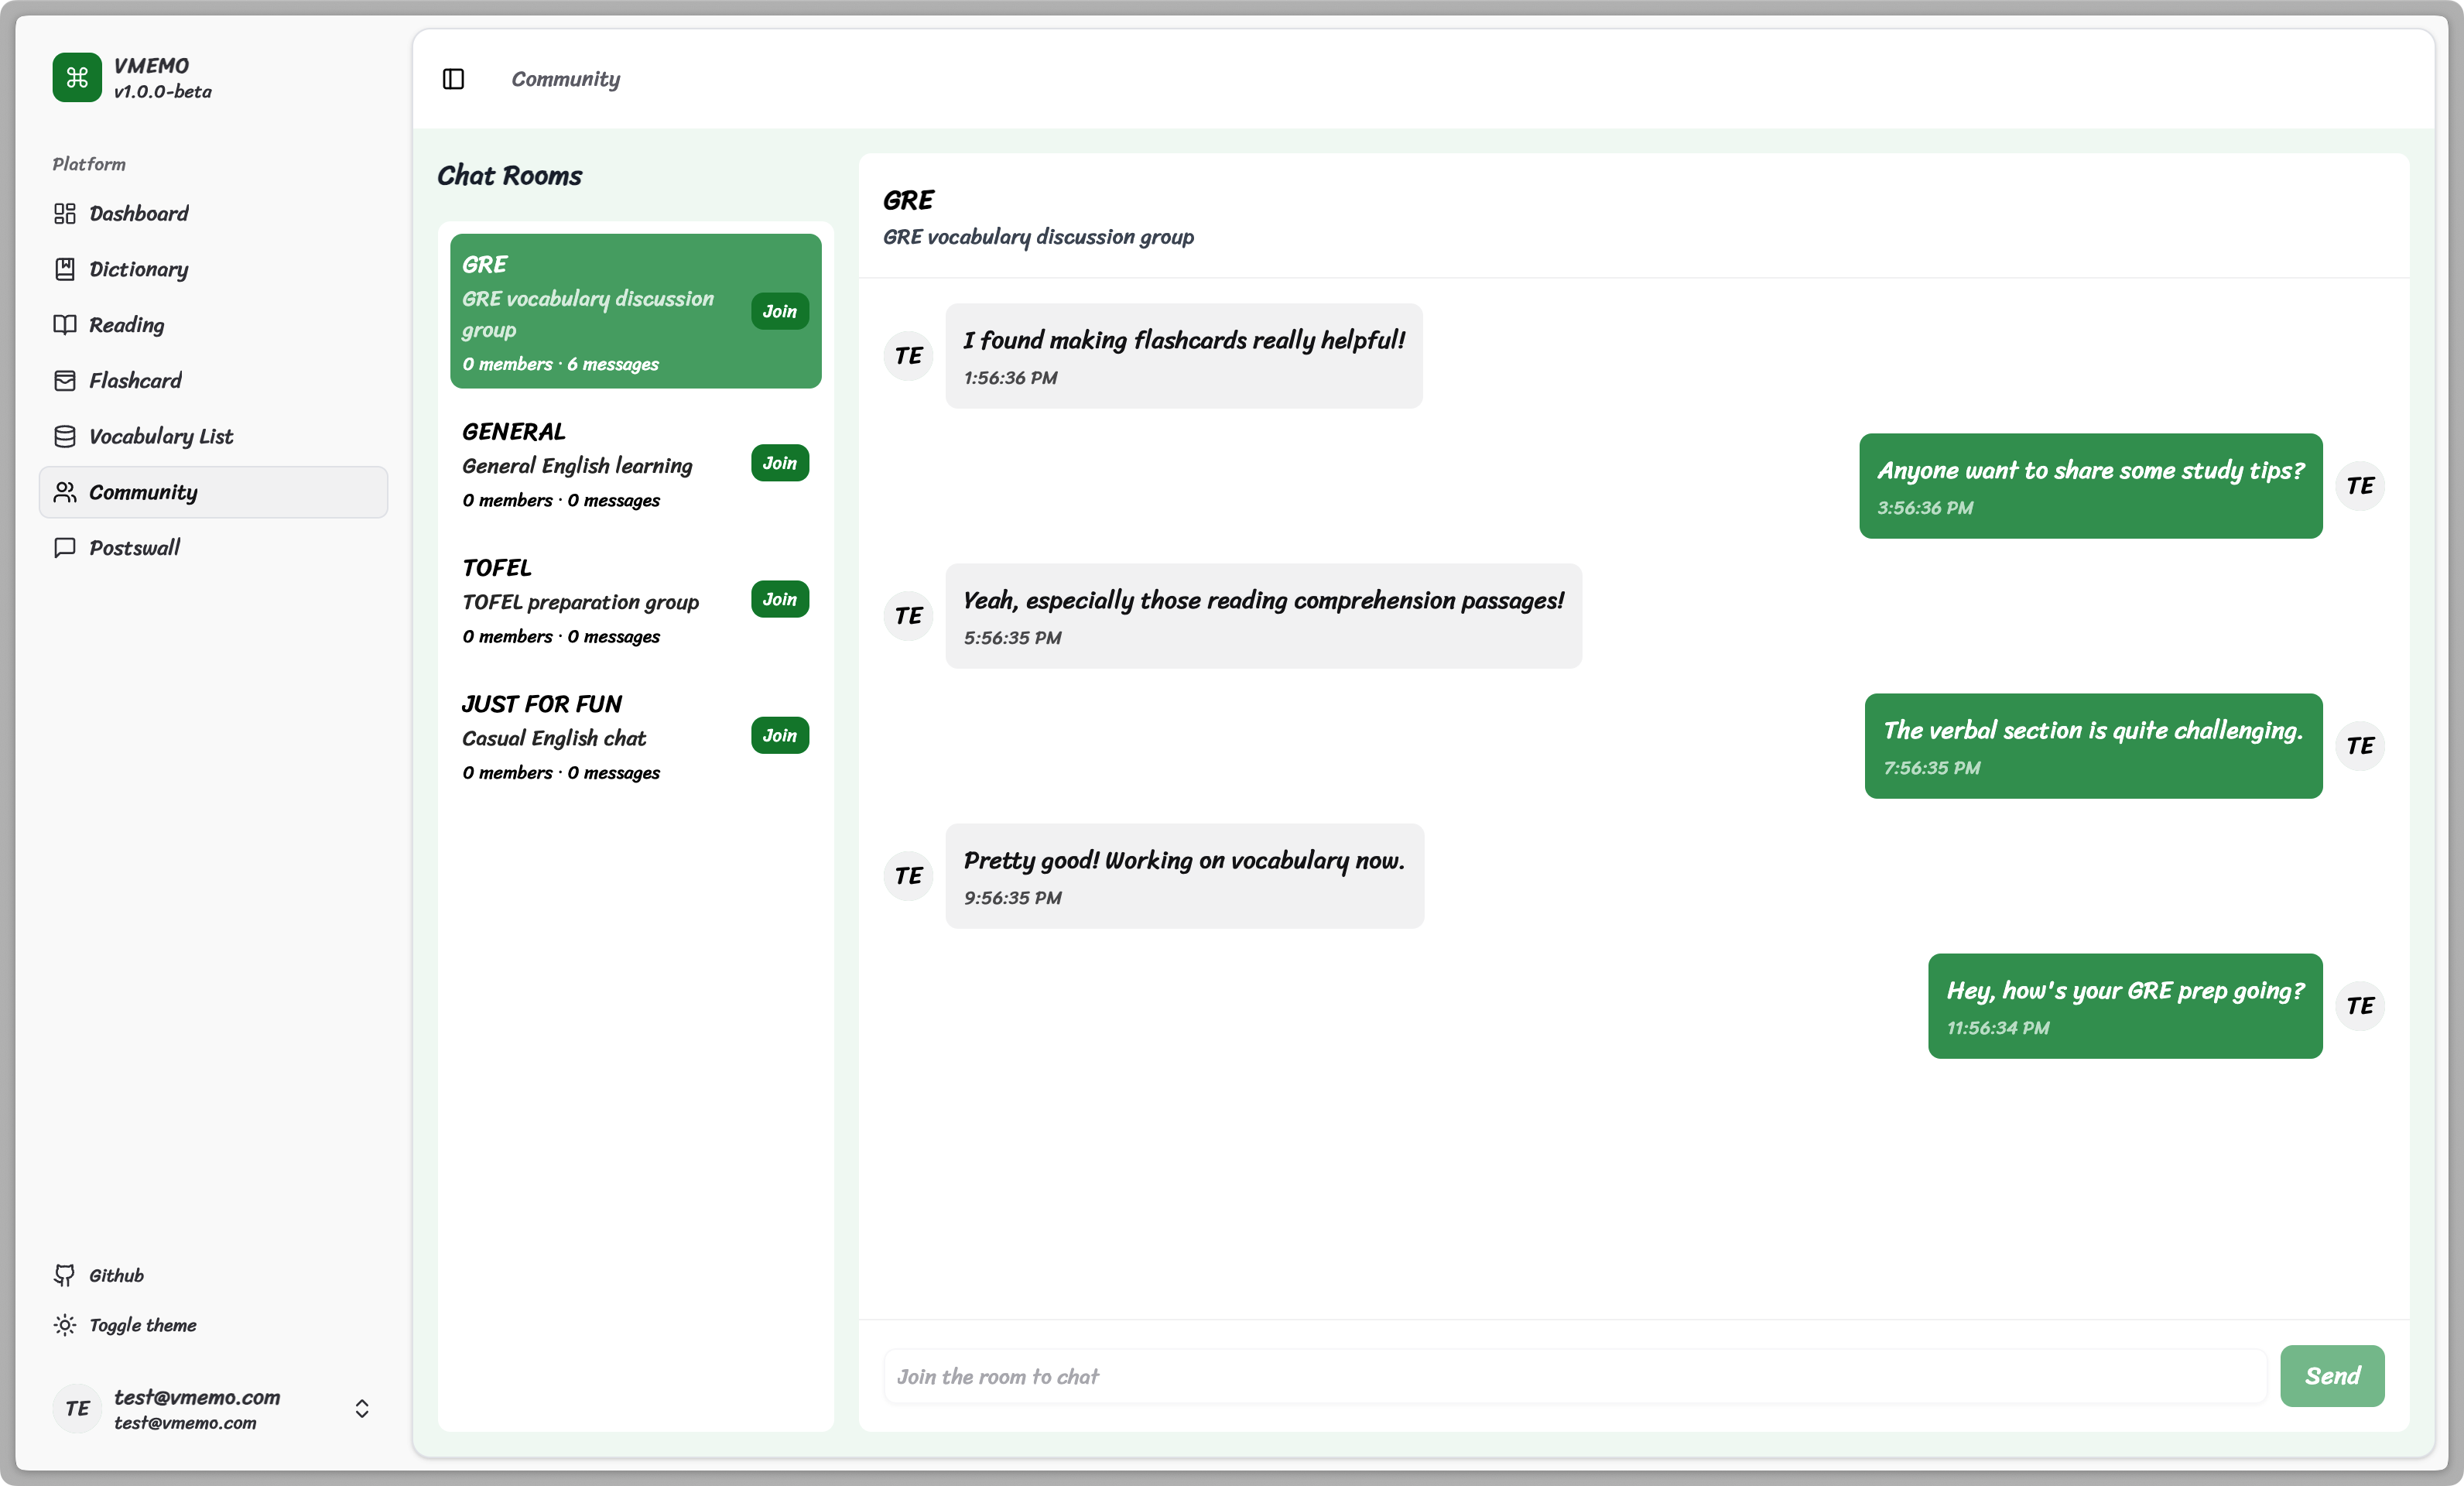 VMEMO
v1.0.0-beta
Platform
Dashboard
Dictionary
Reading
Flashcard
Vocabulary List
Community
Postswall
Github
Toggle theme
TE
test@vmemo.com
test@vmemo.com
Community
Chat Rooms
GRE
GRE vocabulary discussion
group
0 members · 6 messages
Join
GENERAL
General English learning
0 members · 0 messages
Join
TOFEL
TOFEL preparation group
0 members · 0 messages
Join
JUST FOR FUN
Casual English chat
0 members · 0 messages
Join
GRE
GRE vocabulary discussion group
TE
I found making flashcards really helpful!
1:56:36 PM
Anyone want to share some study tips?
3:56:36 PM
TE
TE
Yeah, especially those reading comprehension passages!
5:56:35 PM
The verbal section is quite challenging.
7:56:35 PM
TE
TE
Pretty good! Working on vocabulary now.
9:56:35 PM
Hey, how's your GRE prep going?
11:56:34 PM
TE
Join the room to chat
Send